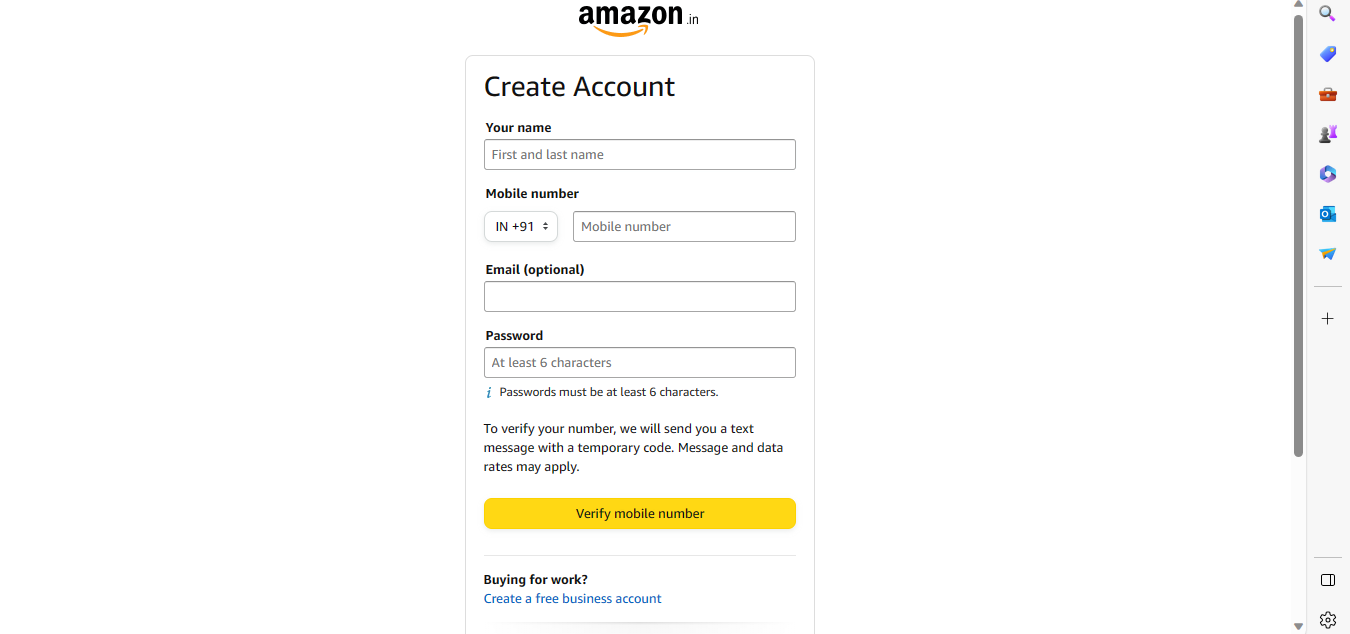 amazon.in
Create Account
Your name
First and last name
Mobile number
IN +91
Mobile number
Email (optional)
Password
At least 6 characters
i Passwords must be at least 6 characters.
To verify your number, we will send you a text
message with a temporary code. Message and data
rates may apply.
Verify mobile number
Buying for work?
Create a free business account